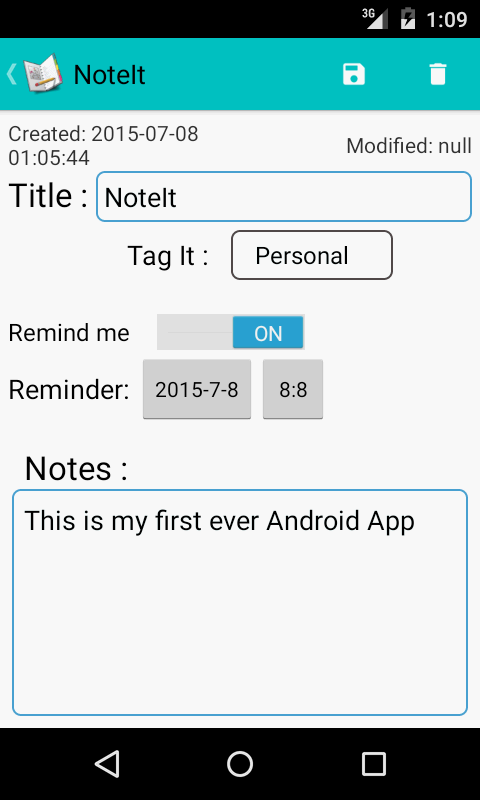 3G 1:09
NoteIt
Created: 2015-07-08
01:05:44
Modified: null
Title : NoteIt
Tag It : Personal
Remind me ON
Reminder: 2015-7-8 8:8
Notes :
This is my first ever Android App